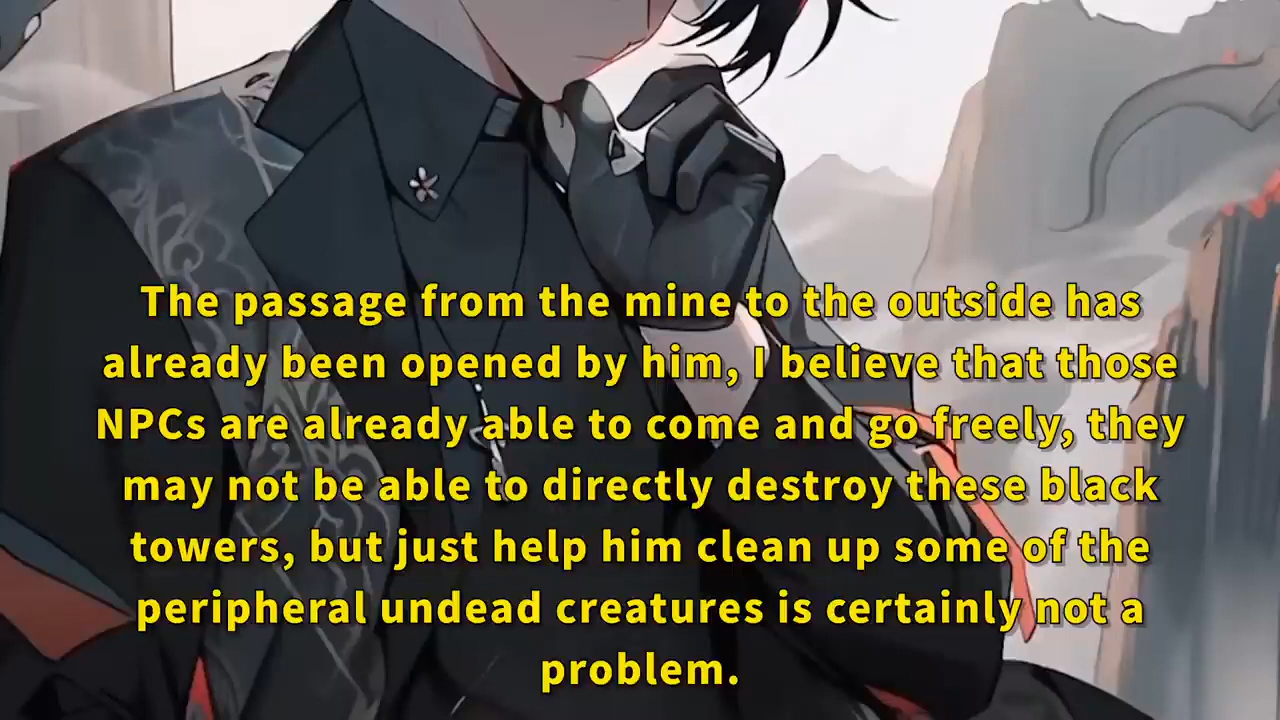 The passage from the mine to the outside has
already been opened by him, I believe that those
NPCs are already able to come and go freely, they
may not be able to directly destroy these black
towers, but just help him clean up some of the
peripheral undead creatures is certainly not a
problem.